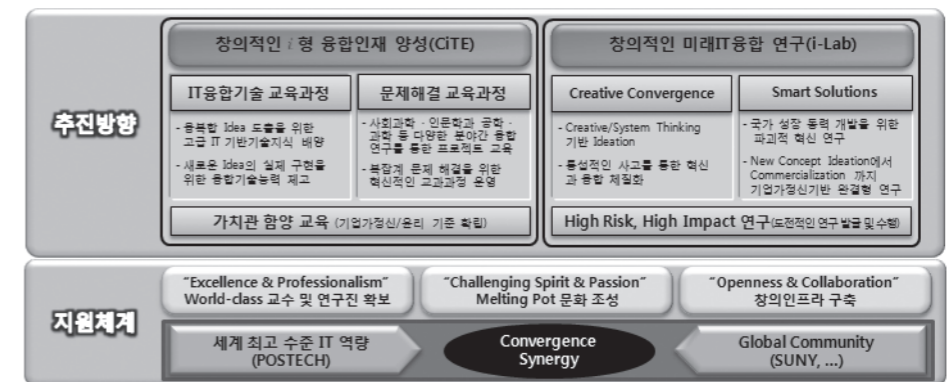 추진방향
창의적인 i 형 융합인재 양성(CiTE)
IT융합기술 교육과정
- 융복합 Idea 도출을 위한
고급 IT 기반기술지식 배양
- 새로운 Idea의 실제 구현을
위한 융합기술능력 제고
문제해결 교육과정
- 사회과학 · 인문학과 공학 ·
과학 등 다양한 분야간 융합
연구를 통한 프로젝트 교육
- 복잡계 문제 해결을 위한
혁신적인 교과과정 운영
가치관 함양 교육 (기업가정신/윤리 기준 확립)
창의적인 미래IT융합 연구(i-Lab)
Creative Convergence
- Creative/System Thinking
기반 Ideation
- 통섭적인 사고를 통한 혁신
과 융합 체질화
Smart Solutions
- 국가 성장 동력 개발을 위한
파괴적 혁신 연구
- New Concept Ideation에서
Commercialization 까지
기업가정신기반 완결형 연구
High Risk, High Impact 연구(도전적인 연구 발굴 및 수행)
지원체계
“Excellence & Professionalism”
World-class 교수 및 연구진 확보
“Challenging Spirit & Passion”
Melting Pot 문화 조성
“Openness & Collaboration”
창의인프라 구축
세계 최고 수준 IT 역량
(POSTECH)
Convergence
Synergy
Global Community
(SUNY, ...)